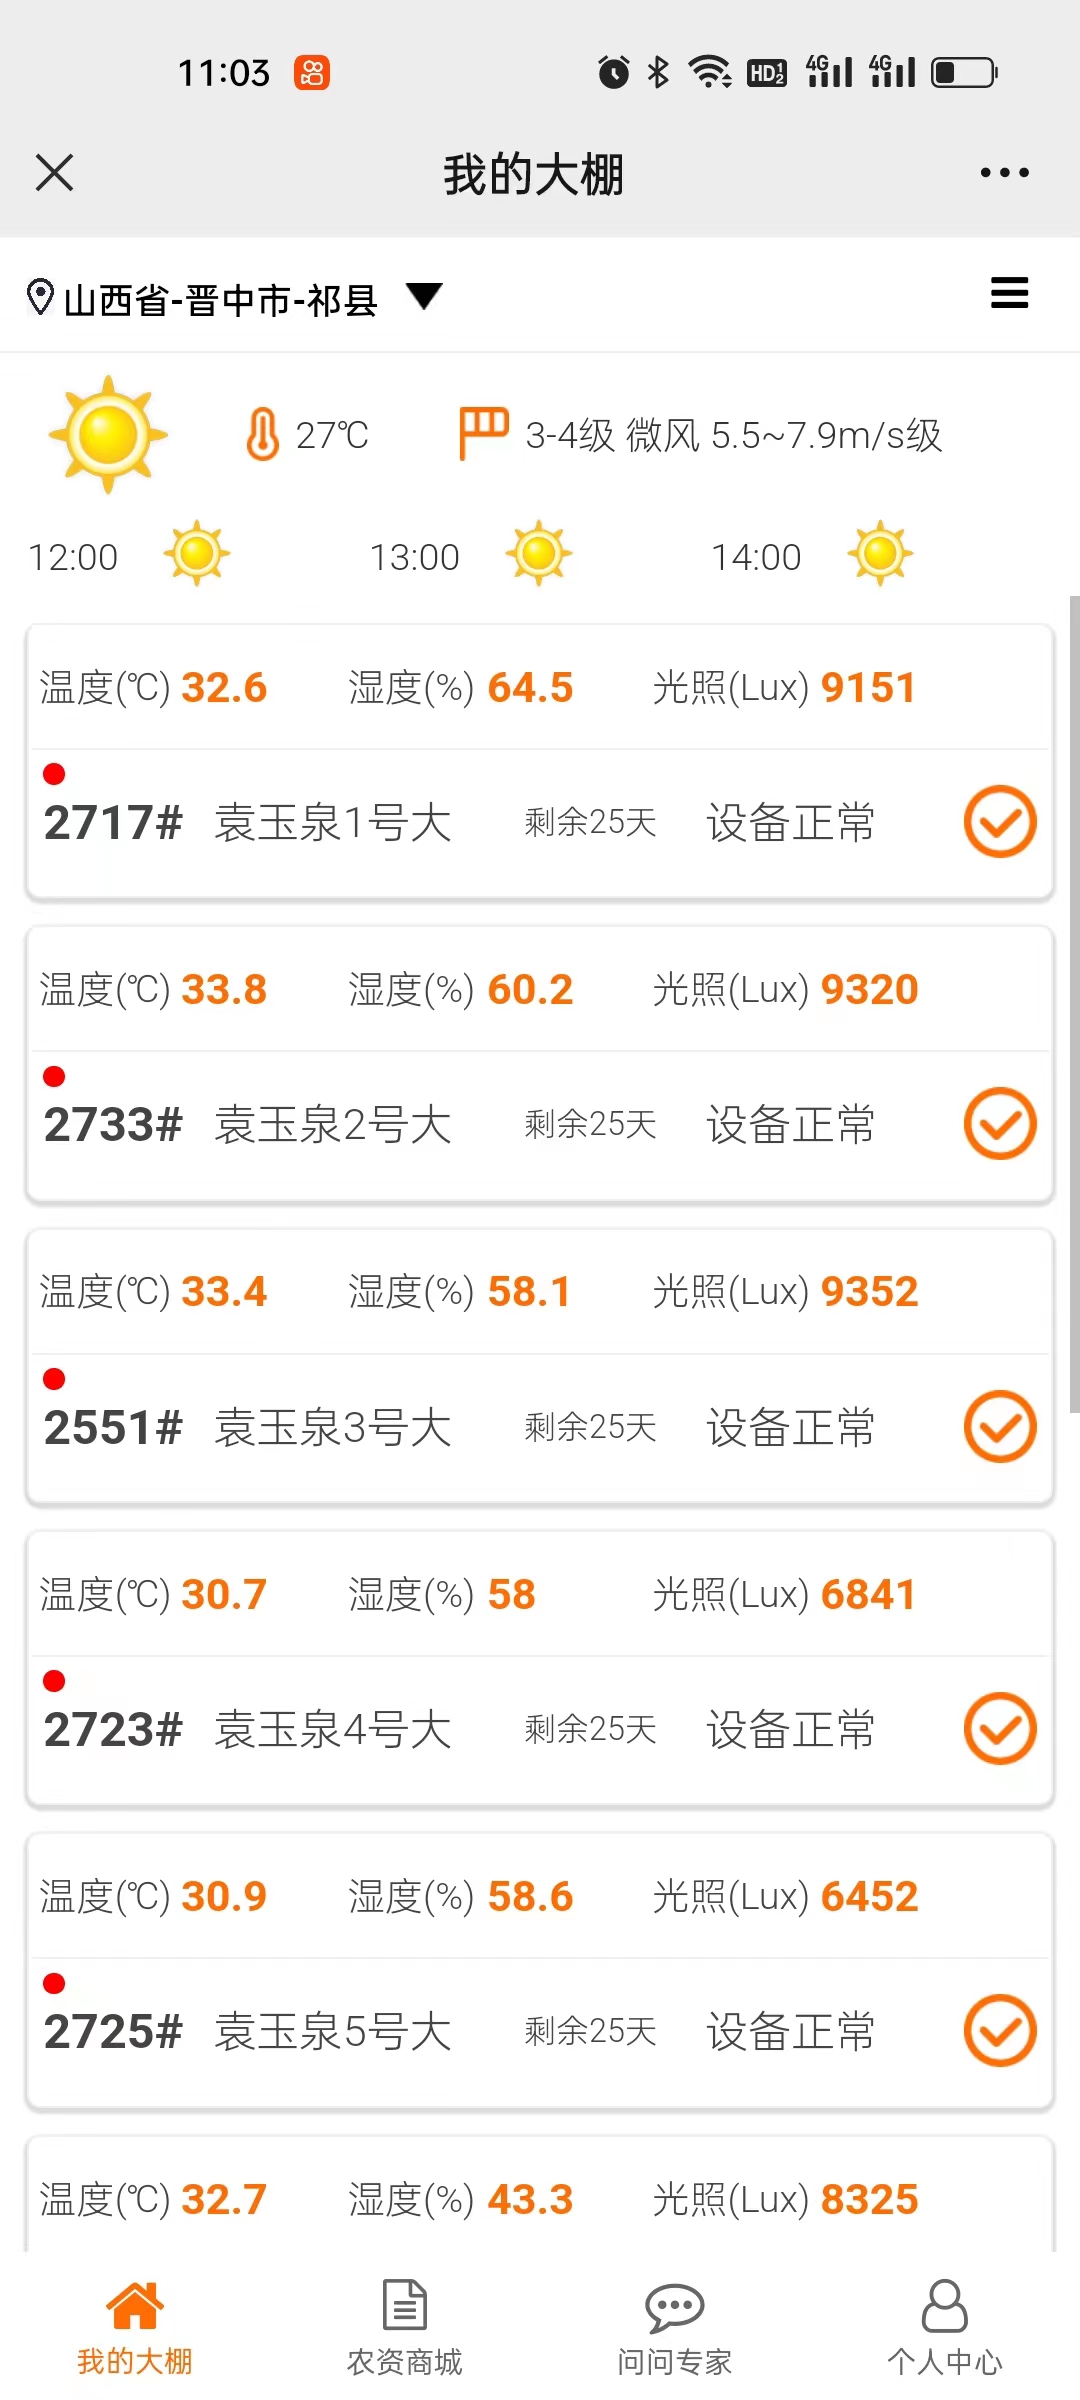 11:03
HD 1 2 4G 4G
我的大棚
山西省-晋中市-祁县
27℃ 3-4级 微风 5.5~7.9m/s级
12:00 13:00 14:00
温度(℃) 32.6 湿度(%) 64.5 光照(Lux) 9151
2717# 袁玉泉1号大 剩余25天 设备正常
温度(℃) 33.8 湿度(%) 60.2 光照(Lux) 9320
2733# 袁玉泉2号大 剩余25天 设备正常
温度(℃) 33.4 湿度(%) 58.1 光照(Lux) 9352
2551# 袁玉泉3号大 剩余25天 设备正常
温度(℃) 30.7 湿度(%) 58 光照(Lux) 6841
2723# 袁玉泉4号大 剩余25天 设备正常
温度(℃) 30.9 湿度(%) 58.6 光照(Lux) 6452
2725# 袁玉泉5号大 剩余25天 设备正常
温度(℃) 32.7 湿度(%) 43.3 光照(Lux) 8325
我的大棚 农资商城 问问专家 个人中心